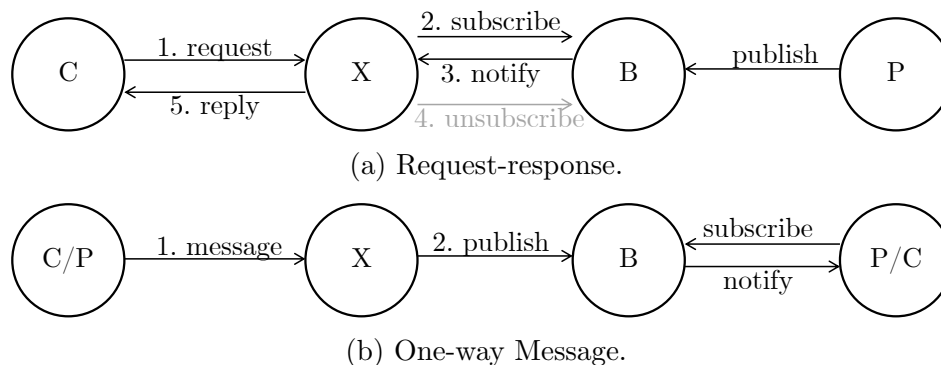 2. subscribe
1. request
publish
C
X
B
P
3. notify
5. reply
4. unsubscribe
(a) Request-response.
subscribe
1. message
2. publish
C/P
X
B
P/C
notify
(b) One-way Message.